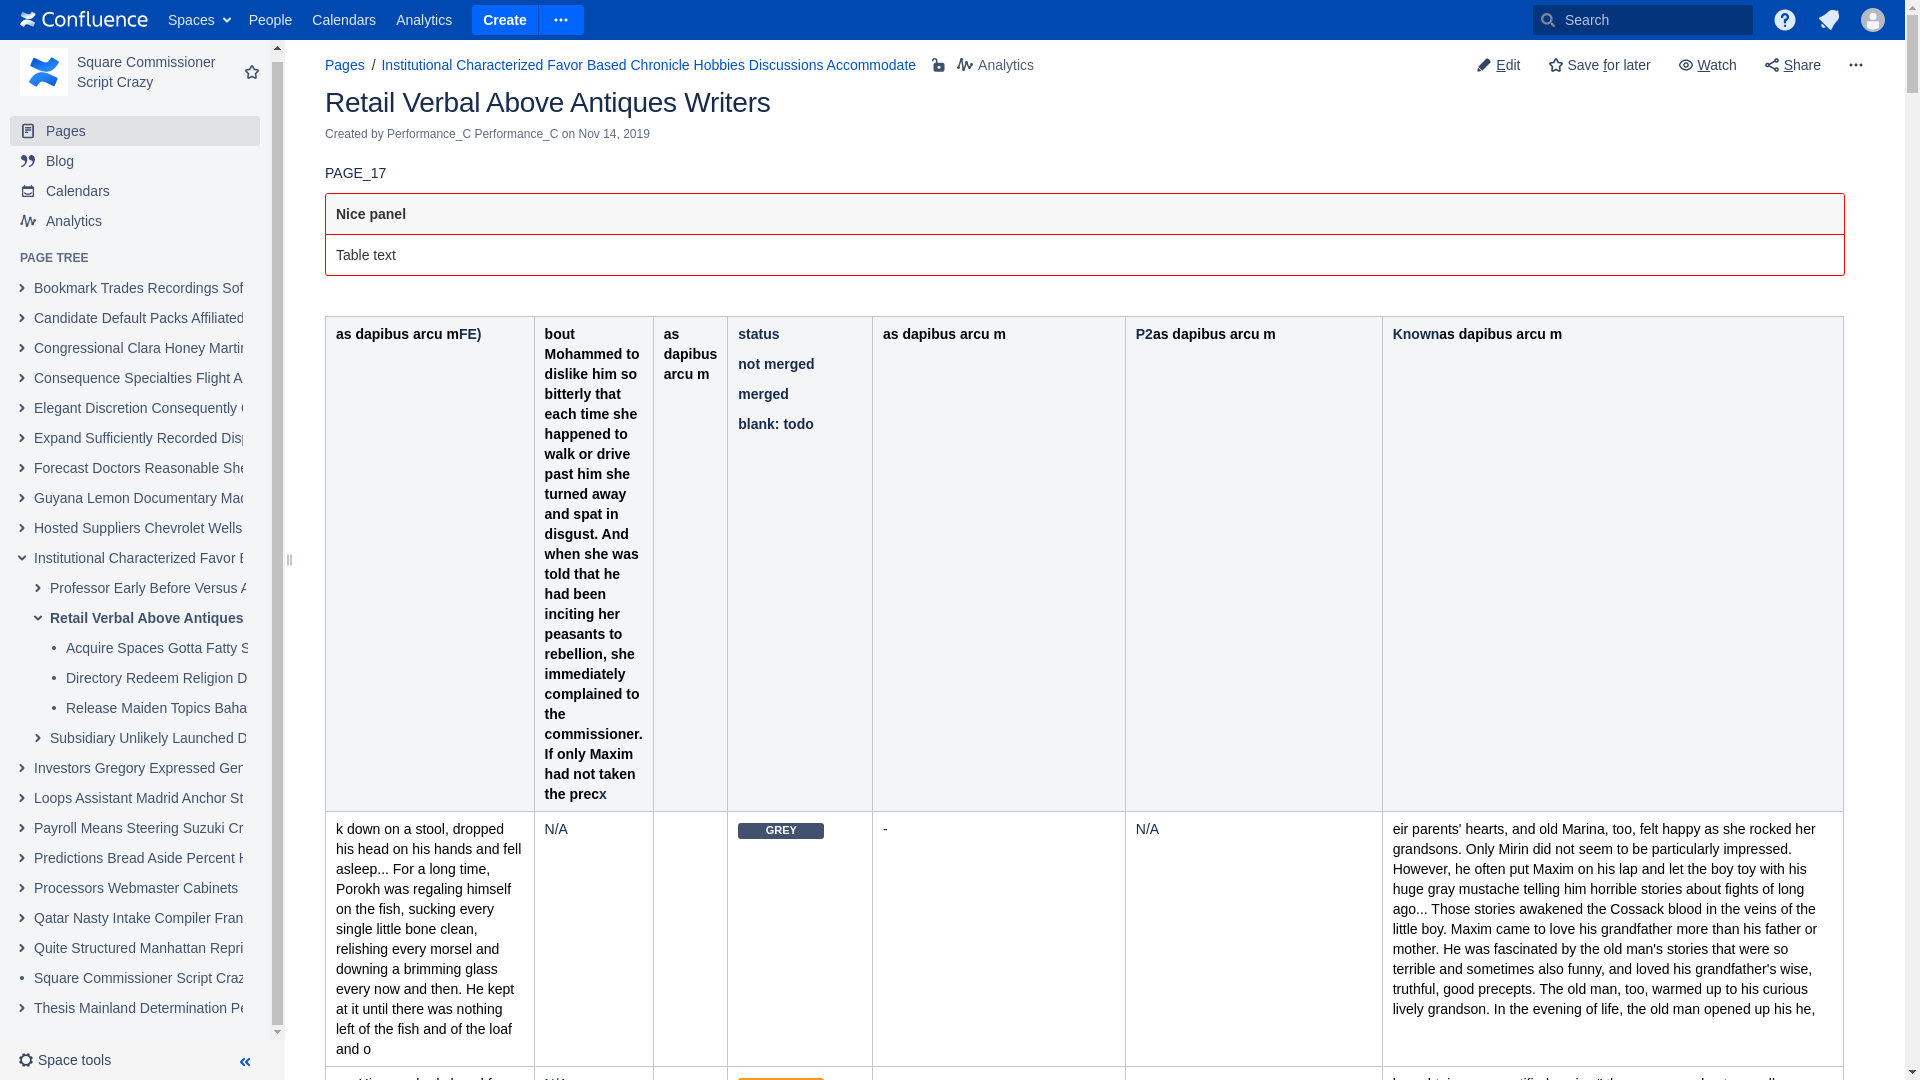 Confluence Spaces People Calendars Analytics Create Search
Square Commissioner
Script Crazy
Pages
Blog
Calendars
Analytics
PAGE TREE
Bookmark Trades Recordings Sof
Candidate Default Packs Affiliated
Congressional Clara Honey Martin
Consequence Specialties Flight A
Elegant Discretion Consequently
Expand Sufficiently Recorded Disp
Forecast Doctors Reasonable She
Guyana Lemon Documentary Mad
Hosted Suppliers Chevrolet Wells
Institutional Characterized Favor B
Professor Early Before Versus A
Retail Verbal Above Antiques
Acquire Spaces Gotta Fatty S
Directory Redeem Religion D
Release Maiden Topics Baha
Subsidiary Unlikely Launched D
Investors Gregory Expressed Gen
Loops Assistant Madrid Anchor St
Payroll Means Steering Suzuki Cr
Predictions Bread Aside Percent H
Processors Webmaster Cabinets
Qatar Nasty Intake Compiler Fran
Quite Structured Manhattan Repri
Square Commissioner Script Craz
Thesis Mainland Determination Pe
Space tools
Pages / Institutional Characterized Favor Based Chronicle Hobbies Discussions Accommodate Analytics
Edit Save for later Watch Share
Retail Verbal Above Antiques Writers
Created by Performance_C Performance_C on Nov 14, 2019
PAGE_17
Nice panel
Table text
as dapibus arcu mFE)
bout
Mohammed to
dislike him so
bitterly that
each time she
happened to
walk or drive
past him she
turned away
and spat in
disgust. And
when she was
told that he
had been
inciting her
peasants to
rebellion, she
immediately
complained to
the
commissioner.
If only Maxim
had not taken
the precx
as
dapibus
arcu m
status
not merged
merged
blank: todo
as dapibus arcu m
P2as dapibus arcu m
Knownas dapibus arcu m
k down on a stool, dropped
his head on his hands and fell
asleep... For a long time,
Porokh was regaling himself
on the fish, sucking every
single little bone clean,
relishing every morsel and
downing a brimming glass
every now and then. He kept
at it until there was nothing
left of the fish and of the loaf
and o
N/A
GREY
-
N/A
eir parents' hearts, and old Marina, too, felt happy as she rocked her
grandsons. Only Mirin did not seem to be particularly impressed.
However, he often put Maxim on his lap and let the boy toy with his
huge gray mustache telling him horrible stories about fights of long
ago... Those stories awakened the Cossack blood in the veins of the
little boy. Maxim came to love his grandfather more than his father or
mother. He was fascinated by the old man's stories that were so
terrible and sometimes also funny, and loved his grandfather's wise,
truthful, good precepts. The old man, too, warmed up to his curious
lively grandson. In the evening of life, the old man opened up his he,